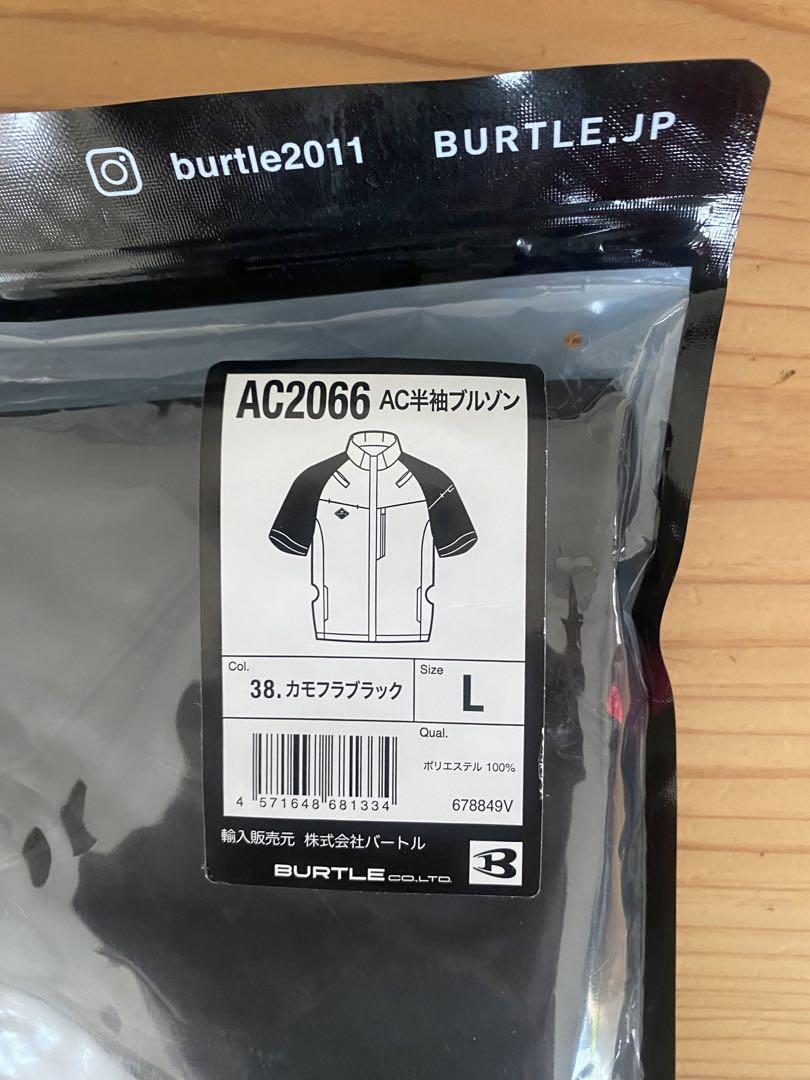 burtle2011 BURTLE.JP
AC2066 AC半袖ブルゾン
Col.
38.カモフラブラック
Size
L
Qual.
ポリエステル 100%
4 571648 681334
678849V
輸入販売元 株式会社バートル
BURTLE CO.,LTD.
B